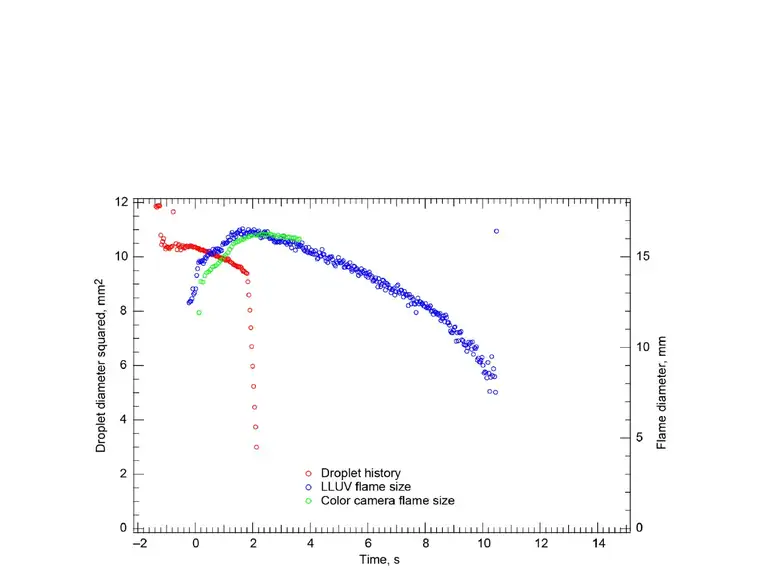 Droplet diameter squared, mm2
12
10
8
6
4
2
0
15
10
5
0
Flame diameter, mm
Droplet history
LLUV flame size
Color camera flame size
−2 0 2 4 6 8 10 12 14
Time, s